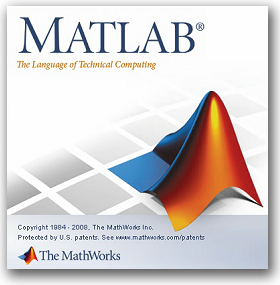 MATLAB®
The Language of Technical Computing
Copyright 1984 - 2008, The MathWorks Inc.
Protected by U.S. patents. See www.mathworks.com/patents
The MathWorks